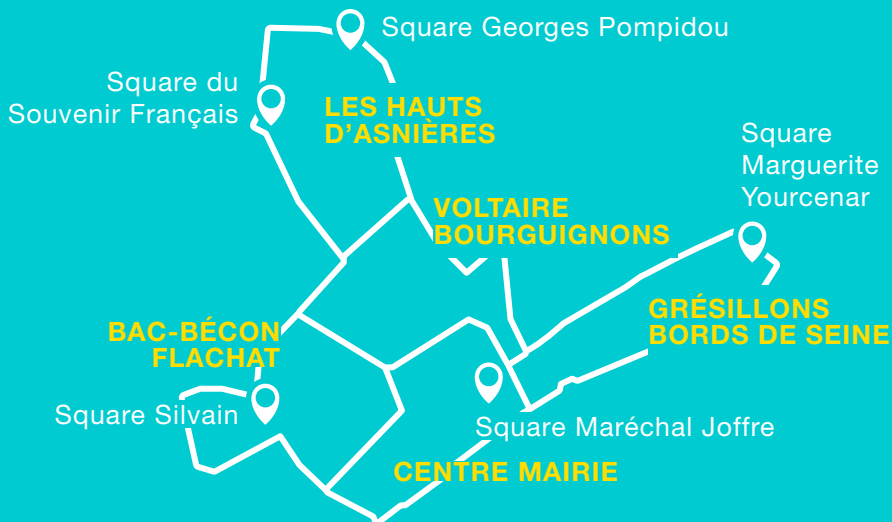 Square Georges Pompidou
Square du
Souvenir Français
LES HAUTS
D'ASNIÈRES
Square
Marguerite
Yourcenar
VOLTAIRE
BOURGUIGNONS
GRÉSILLONS
BORDS DE SEINE
BAC-BÉCON
FLACHAT
Square Silvain
Square Maréchal Joffre
CENTRE MAIRIE